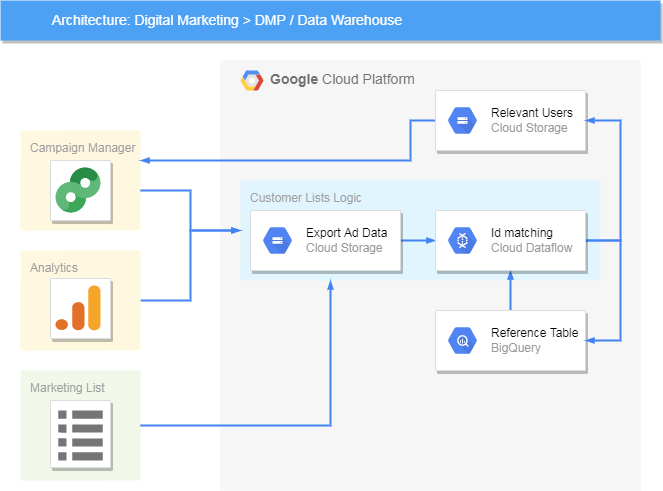 Architecture: Digital Marketing > DMP / Data Warehouse
Google Cloud Platform
Relevant Users
Cloud Storage
Campaign Manager
Customer Lists Logic
Export Ad Data
Cloud Storage
Id matching
Cloud Dataflow
Analytics
Reference Table
BigQuery
Marketing List